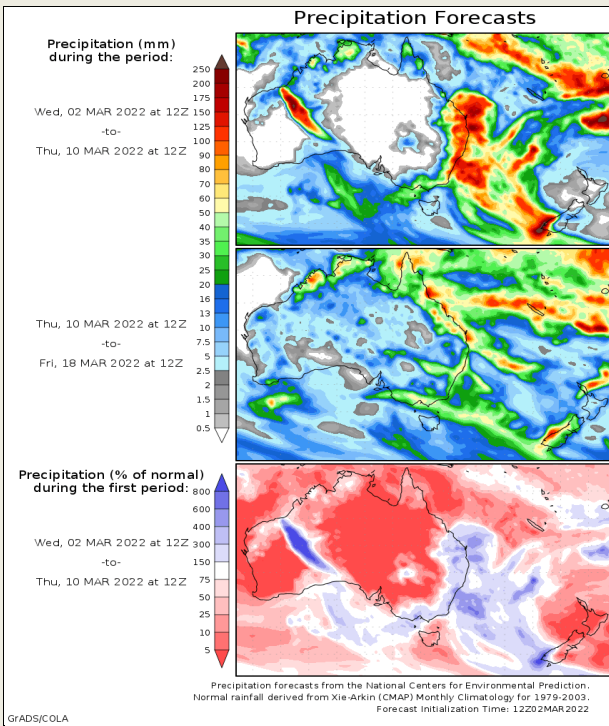 Precipitation Forecasts
Precipitation (mm)
during the period:
Wed, 02 MAR 2022 at 12Z
-to-
Thu, 10 MAR 2022 at 12Z
250
200
175
150
125
100
90
80
70
60
50
40
35
30
25
20
16
13
10
7.5
5
2.5
2
1.5
1
0.5
Thu, 10 MAR 2022 at 12Z
-to-
Fri, 18 MAR 2022 at 12Z
Precipitation (% of normal)
during the first period:
Wed, 02 MAR 2022 at 12Z
-to-
Thu, 10 MAR 2022 at 12Z
800
600
400
300
150
75
50
25
10
5
Precipitation forecasts from the National Centers for Environmental Prediction.
Normal rainfall derived from Xie-Arkin (CMAP) Monthly Climatology for 1979-2003.
Forecast Initialization Time: 12Z02MAR2022
GrADS/COLA